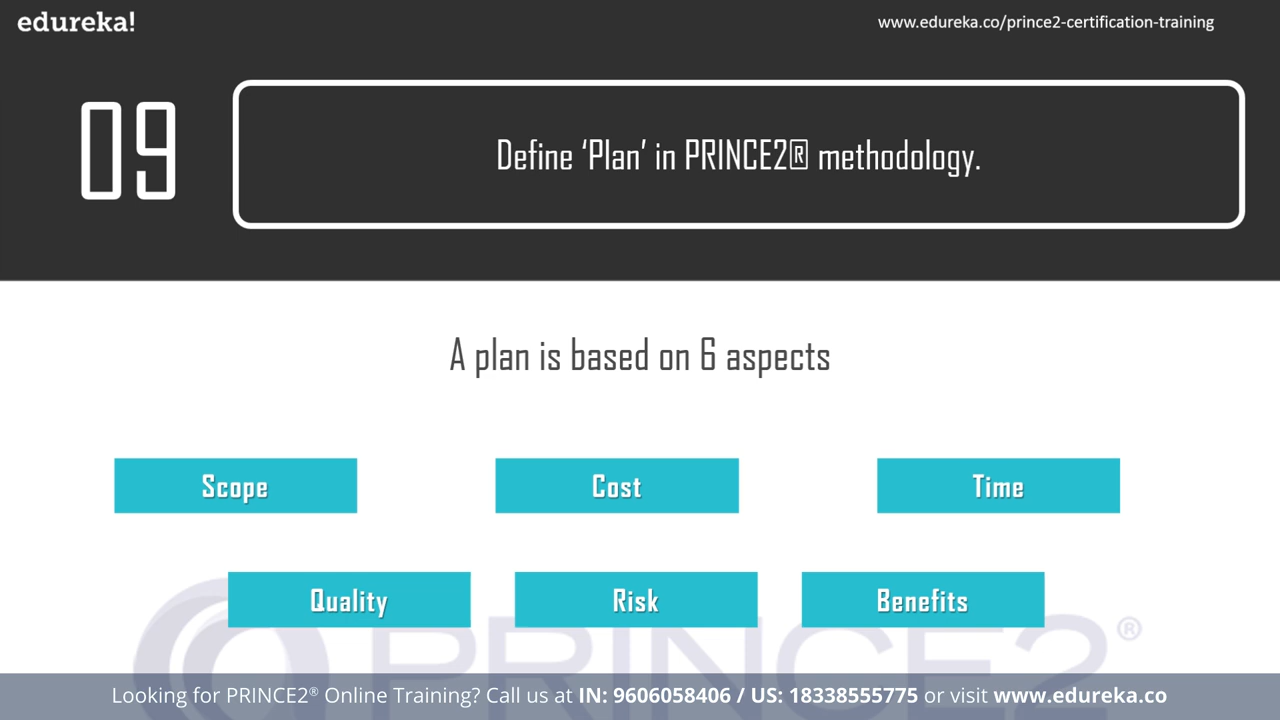 edureka!
www.edureka.co/prince2-certification-training
09
Define ‘Plan’ in PRINCE2® methodology.
A plan is based on 6 aspects
Scope
Cost
Time
Quality
Risk
Benefits
PRINCE2®
Looking for PRINCE2® Online Training? Call us at IN: 9606058406 / US: 18338555775 or visit www.edureka.co